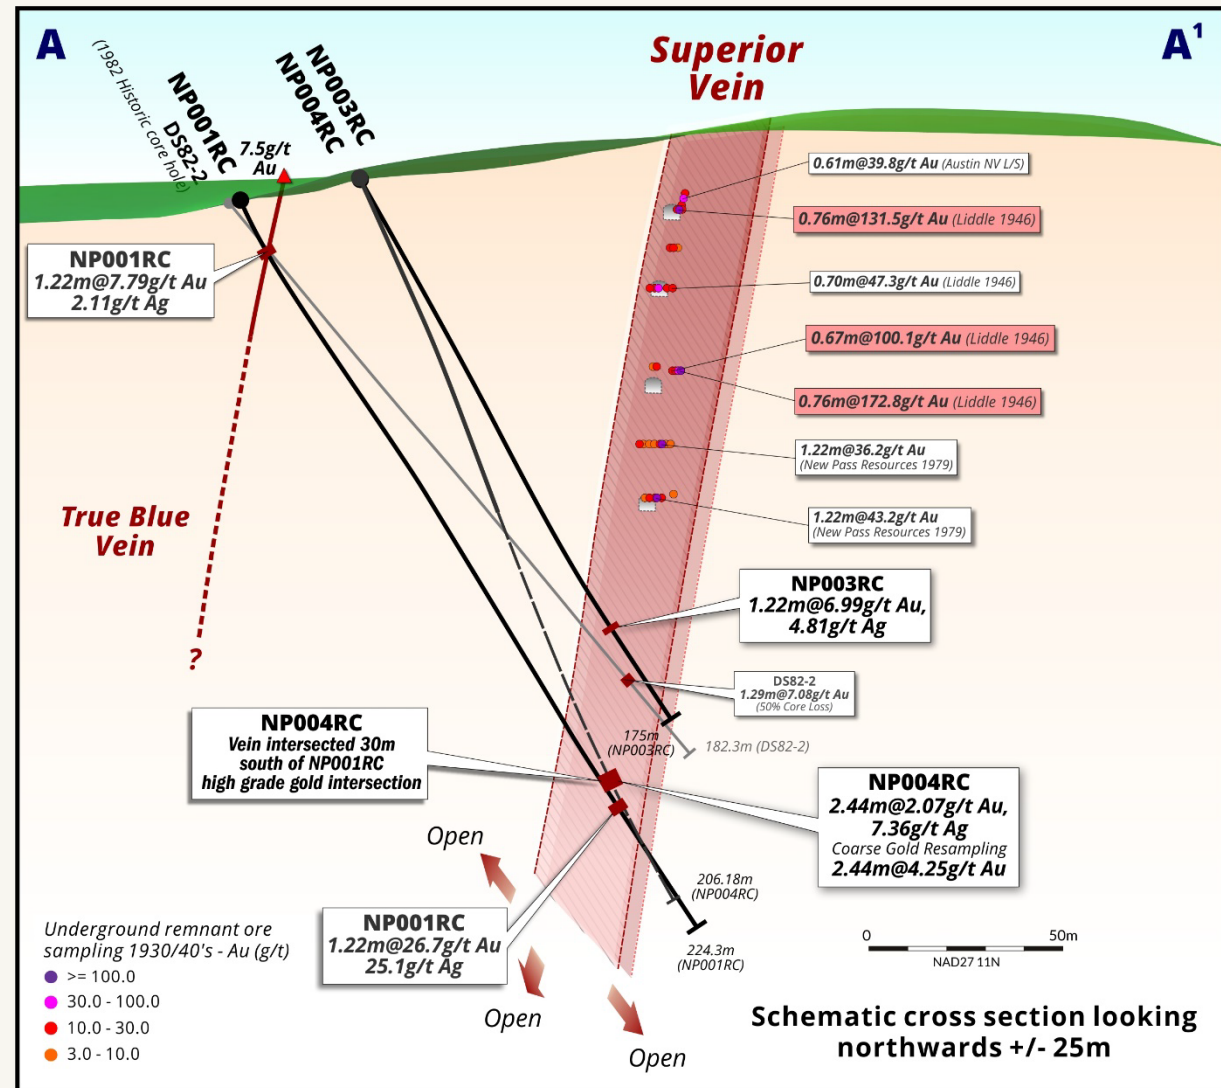 A
A¹
Superior
Vein
(1982 Historic core hole)
NP001RC
DS82-2
7.5g/t
Au
NP003RC
NP004RC
0.61m@39.8g/t Au (Austin NV L/S)
0.76m@131.5g/t Au (Liddle 1946)
0.70m@47.3g/t Au (Liddle 1946)
0.67m@100.1g/t Au (Liddle 1946)
0.76m@172.8g/t Au (Liddle 1946)
1.22m@36.2g/t Au
(New Pass Resources 1979)
1.22m@43.2g/t Au
(New Pass Resources 1979)
NP001RC
1.22m@7.79g/t Au
2.11g/t Ag
True Blue
Vein
?
NP003RC
1.22m@6.99g/t Au,
4.81g/t Ag
DS82-2
1.29m@7.08g/t Au
(50% Core Loss)
175m
(NP003RC)
182.3m (DS82-2)
NP004RC
Vein intersected 30m
south of NP001RC
high grade gold intersection
NP004RC
2.44m@2.07g/t Au,
7.36g/t Ag
Coarse Gold Resampling
2.44m@4.25g/t Au
Open
206.18m
(NP004RC)
NP001RC
1.22m@26.7g/t Au
25.1g/t Ag
224.3m
(NP001RC)
0 50m
NAD27 11N
Underground remnant ore
sampling 1930/40's - Au (g/t)
>= 100.0
30.0 - 100.0
10.0 - 30.0
3.0 - 10.0
Open
Open
Schematic cross section looking
northwards +/- 25m